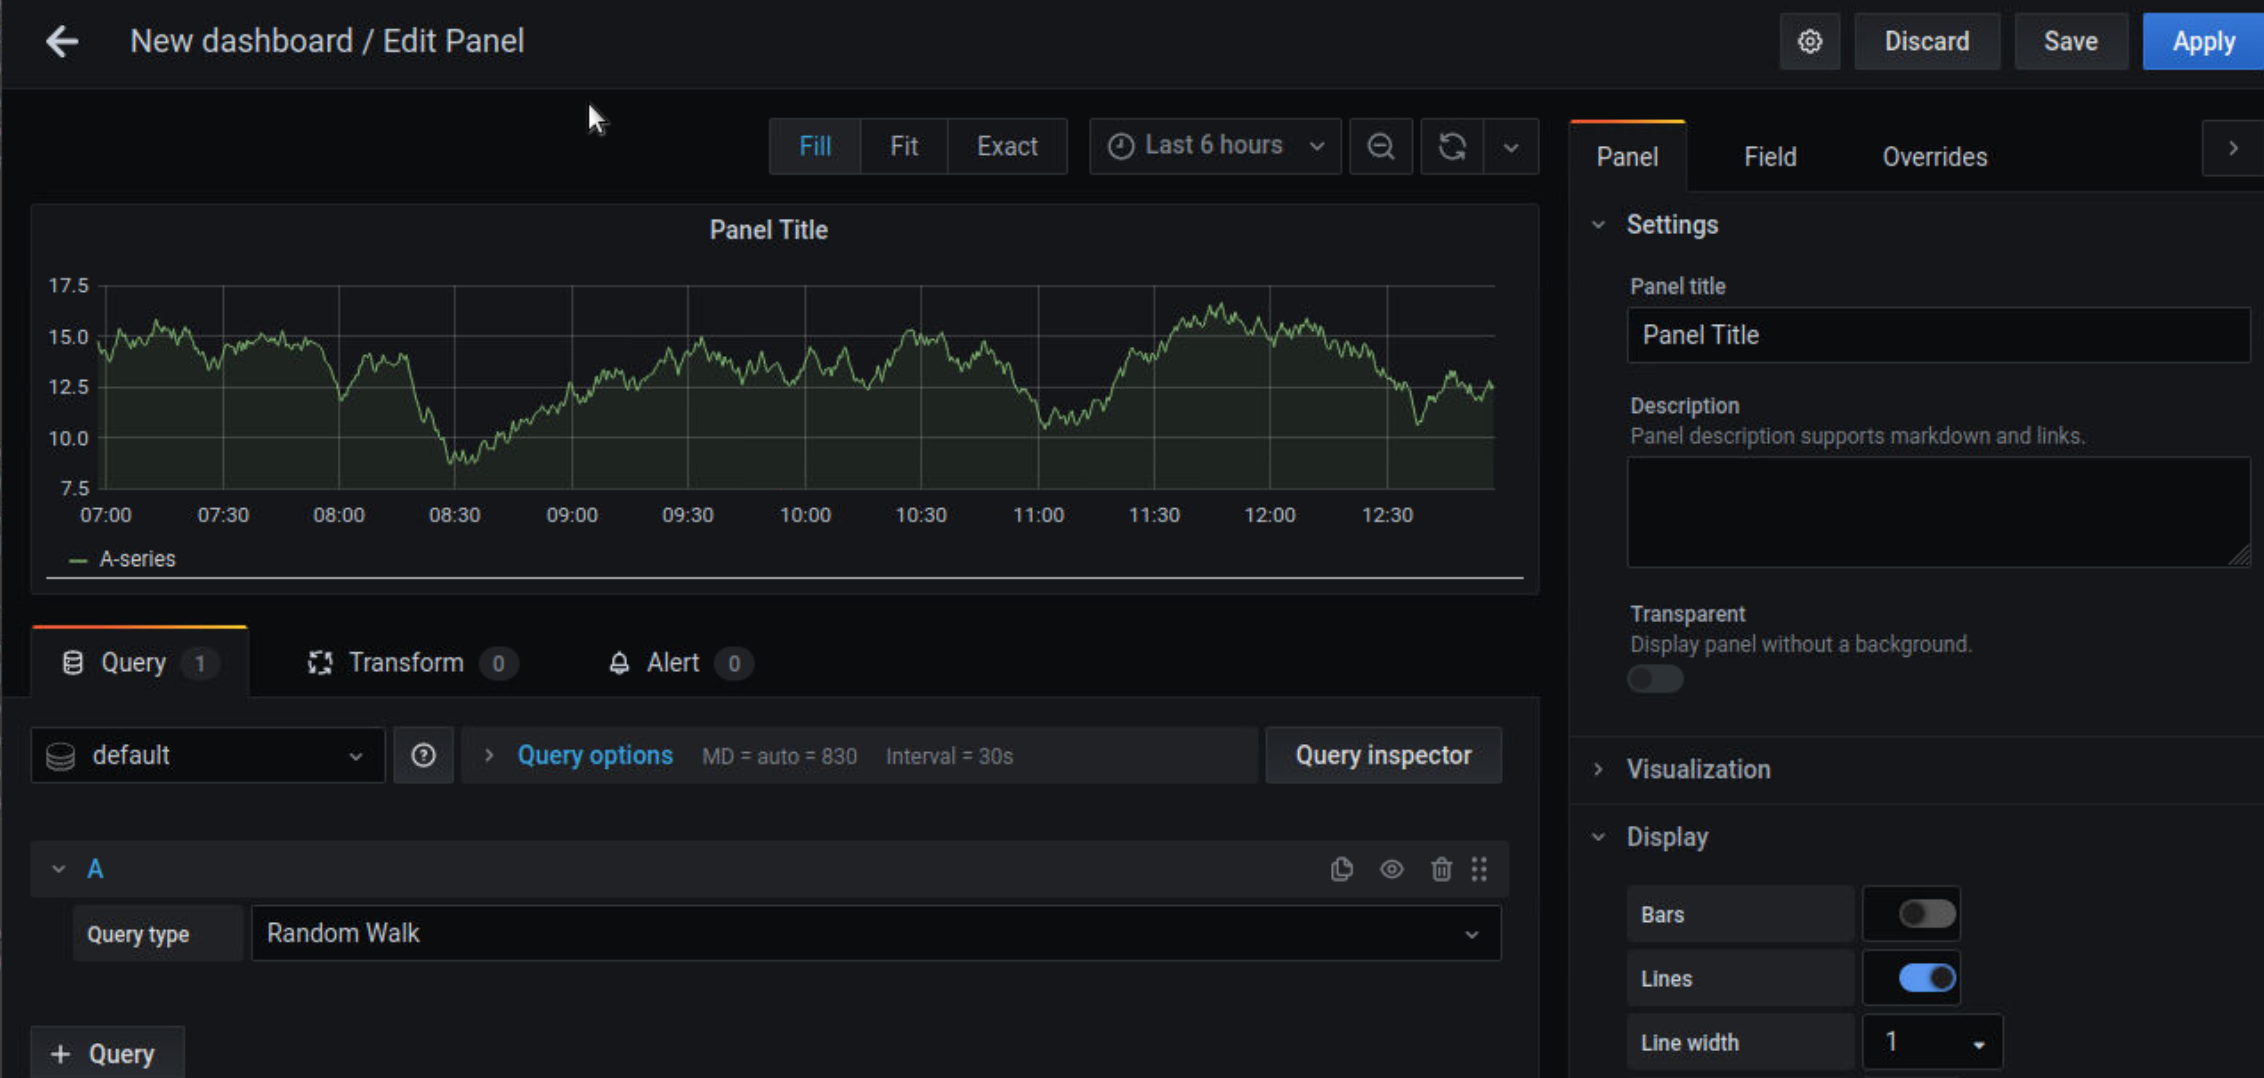 New dashboard / Edit Panel
Discard
Save
Apply
Fill
Fit
Exact
Last 6 hours
Panel Title
17.5
15.0
12.5
10.0
7.5
07:00 07:30 08:00 08:30 09:00 09:30 10:00 10:30 11:00 11:30 12:00 12:30
A-series
Query 1
Transform 0
Alert 0
default
Query options MD = auto = 830 Interval = 30s
Query inspector
A
Query type Random Walk
+ Query
Panel
Field
Overrides
Settings
Panel title
Panel Title
Description
Panel description supports markdown and links.
Transparent
Display panel without a background.
Visualization
Display
Bars
Lines
Line width 1